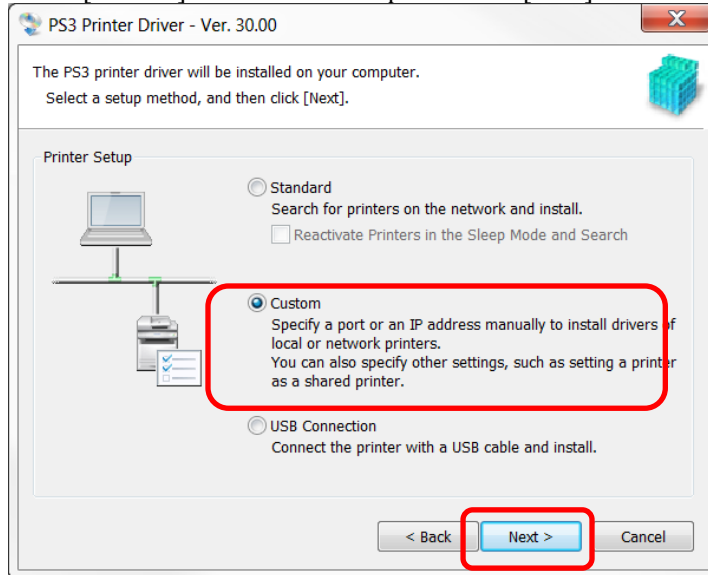 PS3 Printer Driver - Ver. 30.00
X
The PS3 printer driver will be installed on your computer.
Select a setup method, and then click [Next].
Printer Setup
Standard
Search for printers on the network and install.
Reactivate Printers in the Sleep Mode and Search
Custom
Specify a port or an IP address manually to install drivers of
local or network printers.
You can also specify other settings, such as setting a printer
as a shared printer.
USB Connection
Connect the printer with a USB cable and install.
< Back
Next >
Cancel